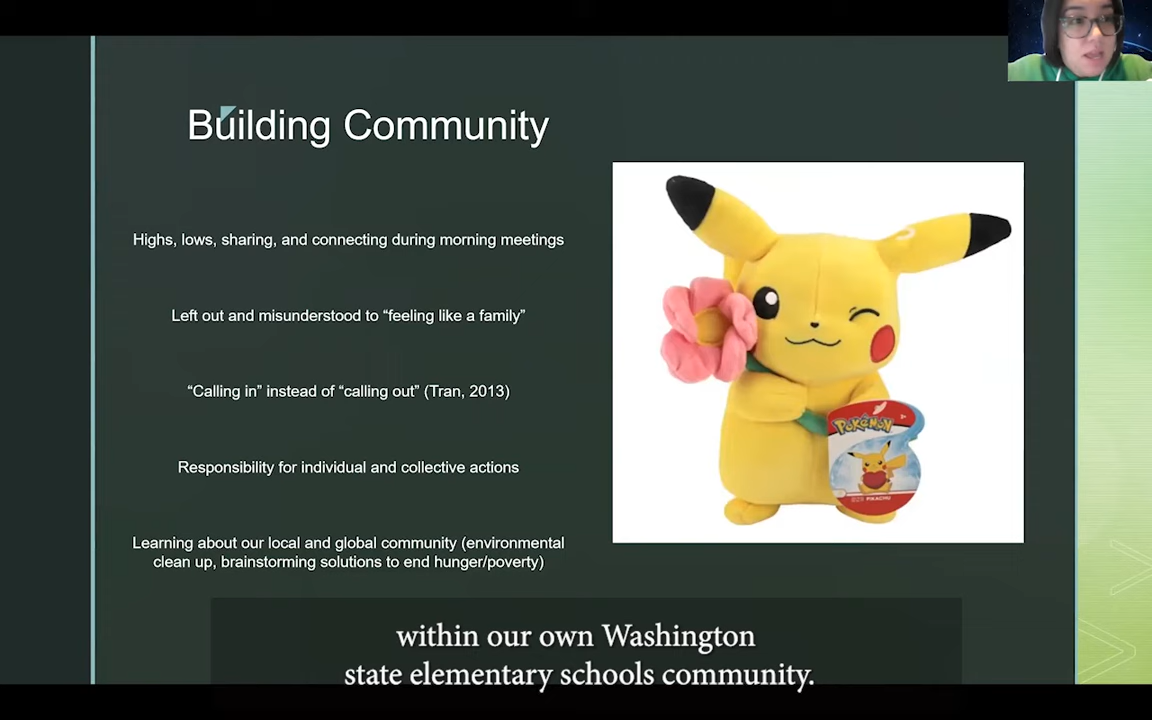 Building Community
Highs, lows, sharing, and connecting during morning meetings
Left out and misunderstood to “feeling like a family”
“Calling in” instead of “calling out” (Tran, 2013)
Responsibility for individual and collective actions
Learning about our local and global community (environmental
clean up, brainstorming solutions to end hunger/poverty)
POKéMON
PIKACHU
within our own Washington
state elementary schools community.